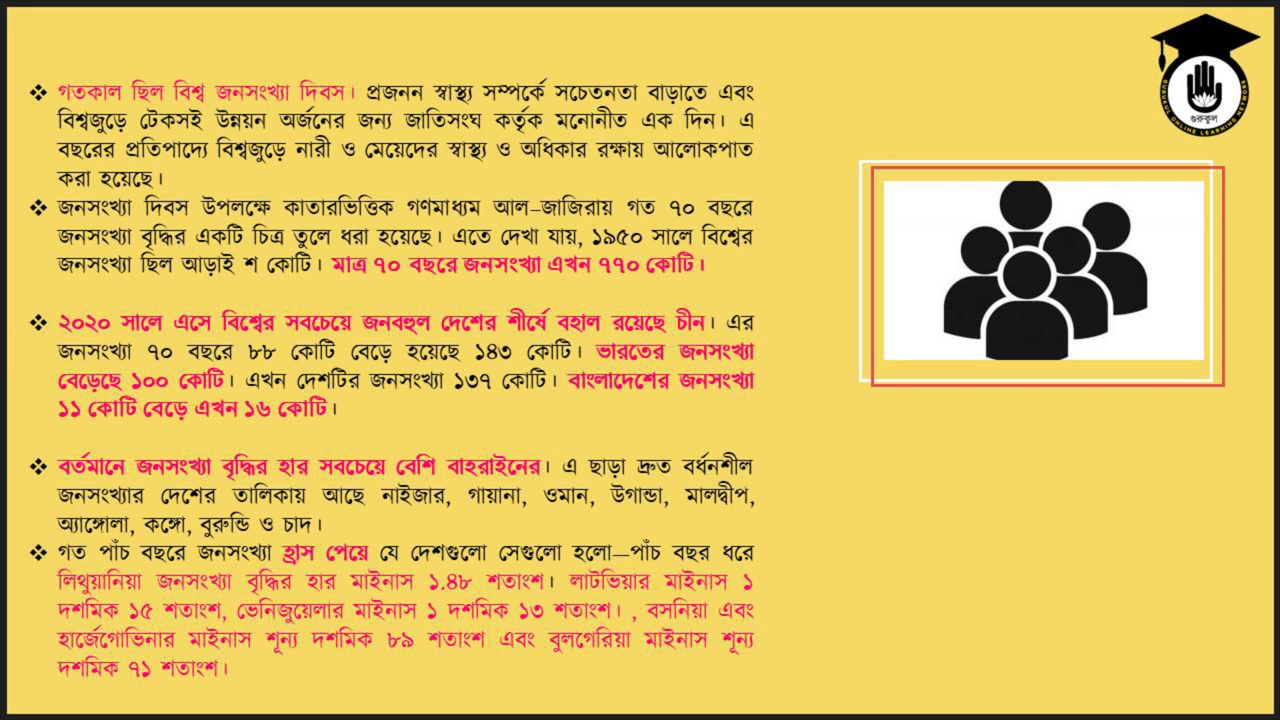 ❖ গতকাল ছিল বিশ্ব জনসংখ্যা দিবস। প্রজনন স্বাস্থ্য সম্পর্কে সচেতনতা বাড়াতে এবং
বিশ্বজুড়ে টেকসই উন্নয়ন অর্জনের জন্য জাতিসংঘ কর্তৃক মনোনীত এক দিন। এ
বছরের প্রতিপাদ্যে বিশ্বজুড়ে নারী ও মেয়েদের স্বাস্থ্য ও অধিকার রক্ষায় আলোকপাত
করা হয়েছে।
❖ জনসংখ্যা দিবস উপলক্ষে কাতারভিত্তিক গণমাধ্যম আল–জাজিরায় গত ৭০ বছরে
জনসংখ্যা বৃদ্ধির একটি চিত্র তুলে ধরা হয়েছে। এতে দেখা যায়, ১৯৫০ সালে বিশ্বের
জনসংখ্যা ছিল আড়াই শ কোটি। মাত্র ৭০ বছরে জনসংখ্যা এখন ৭৭০ কোটি।
❖ ২০২০ সালে এসে বিশ্বের সবচেয়ে জনবহুল দেশের শীর্ষে বহাল রয়েছে চীন। এর
জনসংখ্যা ৭০ বছরে ৮৮ কোটি বেড়ে হয়েছে ১৪৩ কোটি। ভারতের জনসংখ্যা
বেড়েছে ১০০ কোটি। এখন দেশটির জনসংখ্যা ১৩৭ কোটি। বাংলাদেশের জনসংখ্যা
১১ কোটি বেড়ে এখন ১৬ কোটি।
❖ বর্তমানে জনসংখ্যা বৃদ্ধির হার সবচেয়ে বেশি বাহরাইনের। এ ছাড়া দ্রুত বর্ধনশীল
জনসংখ্যার দেশের তালিকায় আছে নাইজার, গায়ানা, ওমান, উগান্ডা, মালদ্বীপ,
অ্যাঙ্গোলা, কঙ্গো, বুরুন্ডি ও চাদ।
❖ গত পাঁচ বছরে জনসংখ্যা হ্রাস পেয়ে যে দেশগুলো সেগুলো হলো—পাঁচ বছর ধরে
লিথুয়ানিয়া জনসংখ্যা বৃদ্ধির হার মাইনাস ১.৪৮ শতাংশ। লাটভিয়ার মাইনাস ১
দশমিক ১৫ শতাংশ, ভেনিজুয়েলার মাইনাস ১ দশমিক ১৩ শতাংশ। , বসনিয়া এবং
হার্জেগোভিনার মাইনাস শূন্য দশমিক ৮৯ শতাংশ এবং বুলগেরিয়া মাইনাস শূন্য
দশমিক ৭১ শতাংশ।
গুরুকুল
GURUKUL ONLINE LEARNING NETWORK